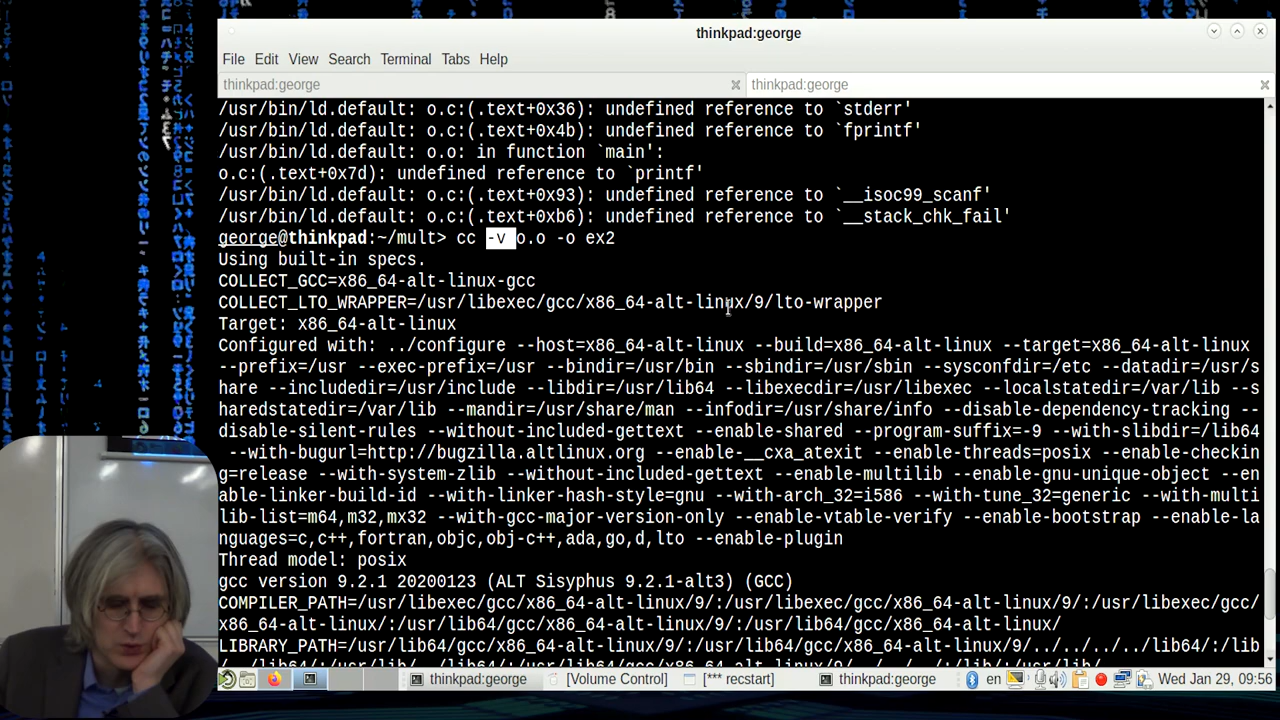 thinkpad:george
File Edit View Search Terminal Tabs Help
thinkpad:george thinkpad:george
/usr/bin/ld.default: o.c:(.text+0x36): undefined reference to `stderr'
/usr/bin/ld.default: o.c:(.text+0x4b): undefined reference to `fprintf'
/usr/bin/ld.default: o.o: in function `main':
o.c:(.text+0x7d): undefined reference to `printf'
/usr/bin/ld.default: o.c:(.text+0x93): undefined reference to `__isoc99_scanf'
/usr/bin/ld.default: o.c:(.text+0xb6): undefined reference to `__stack_chk_fail'
george@thinkpad:~/mult> cc -v o.o -o ex2
Using built-in specs.
COLLECT_GCC=x86_64-alt-linux-gcc
COLLECT_LTO_WRAPPER=/usr/libexec/gcc/x86_64-alt-linux/9/lto-wrapper
Target: x86_64-alt-linux
Configured with: ../configure --host=x86_64-alt-linux --build=x86_64-alt-linux --target=x86_64-alt-linux
--prefix=/usr --exec-prefix=/usr --bindir=/usr/bin --sbindir=/usr/sbin --sysconfdir=/etc --datadir=/usr/s
hare --includedir=/usr/include --libdir=/usr/lib64 --libexecdir=/usr/libexec --localstatedir=/var/lib --s
haredstatedir=/var/lib --mandir=/usr/share/man --infodir=/usr/share/info --disable-dependency-tracking --
disable-silent-rules --without-included-gettext --enable-shared --program-suffix=-9 --with-slibdir=/lib64
--with-bugurl=http://bugzilla.altlinux.org --enable-__cxa_atexit --enable-threads=posix --enable-checkin
g=release --with-system-zlib --without-included-gettext --enable-multilib --enable-gnu-unique-object --en
able-linker-build-id --with-linker-hash-style=gnu --with-arch_32=i586 --with-tune_32=generic --with-multi
lib-list=m64,m32,mx32 --with-gcc-major-version-only --enable-vtable-verify --enable-bootstrap --enable-la
nguages=c,c++,fortran,objc,obj-c++,ada,go,d,lto --enable-plugin
Thread model: posix
gcc version 9.2.1 20200123 (ALT Sisyphus 9.2.1-alt3) (GCC)
COMPILER_PATH=/usr/libexec/gcc/x86_64-alt-linux/9/:/usr/libexec/gcc/x86_64-alt-linux/9/:/usr/libexec/gcc/
x86_64-alt-linux/:/usr/lib64/gcc/x86_64-alt-linux/9/:/usr/lib64/gcc/x86_64-alt-linux/
LIBRARY_PATH=/usr/lib64/gcc/x86_64-alt-linux/9/:/usr/lib64/gcc/x86_64-alt-linux/9/../../../../lib64/:/lib
thinkpad:george [Volume Control] [*** recstart] thinkpad:george en Wed Jan 29, 09:56